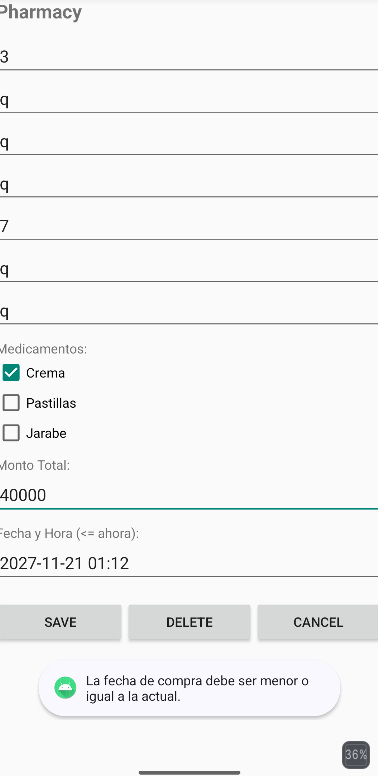 Pharmacy
3
q
q
q
7
q
q
Medicamentos:
Crema
Pastillas
Jarabe
Monto Total:
40000
Fecha y Hora (<= ahora):
2027-11-21 01:12
SAVE DELETE CANCEL
La fecha de compra debe ser menor o
igual a la actual.
36%